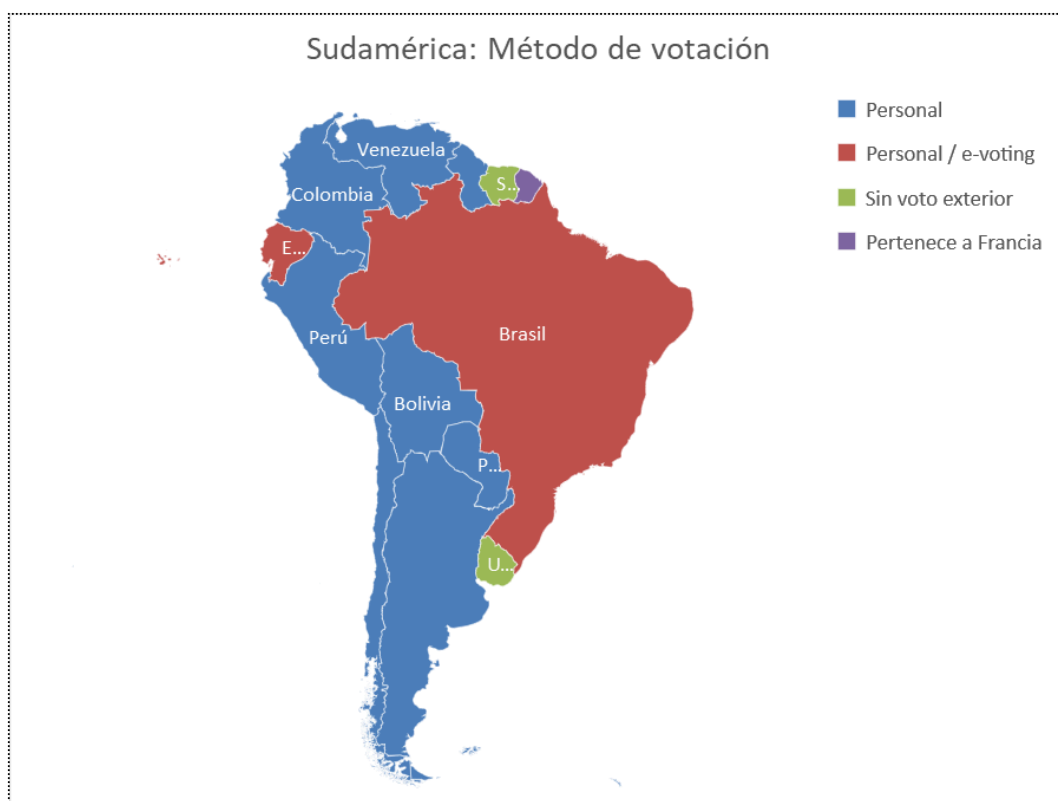 Sudamérica: Método de votación
Personal
Personal / e-voting
Sin voto exterior
Pertenece a Francia
Venezuela
Colombia
S...
E...
Brasil
Perú
Bolivia
P...
U...